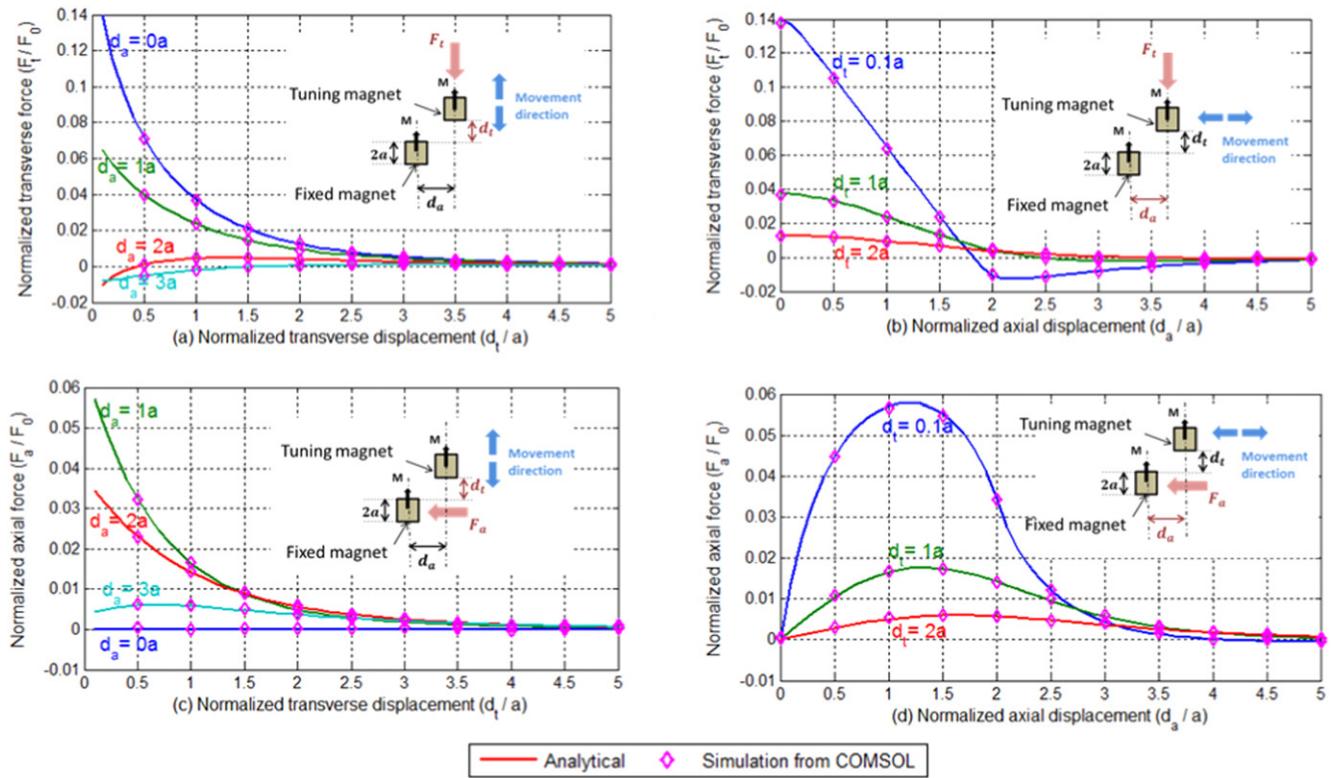 Normalized transverse force (F_t / F_0)
0.14
0.12
0.1
0.08
0.06
0.04
0.02
0
-0.02
d_a = 0a
d_a = 1a
d_a = 2a
d_a = 3a
F_t
M
Tuning magnet
Movement
direction
M
d_t
2a
Fixed magnet
d_a
0 0.5 1 1.5 2 2.5 3 3.5 4 4.5 5
(a) Normalized transverse displacement (d_t / a)
Normalized transverse force (F_t / F_0)
0.14
0.12
0.1
0.08
0.06
0.04
0.02
0
-0.02
d_t = 0.1a
d_t = 1a
d_t = 2a
F_t
M
Tuning magnet
Movement
direction
M
d_t
2a
Fixed magnet
d_a
0 0.5 1 1.5 2 2.5 3 3.5 4 4.5 5
(b) Normalized axial displacement (d_a / a)
Normalized axial force (F_a / F_0)
0.06
0.05
0.04
0.03
0.02
0.01
0
-0.01
d_a = 1a
d_a = 2a
d_a = 3a
d_a = 0a
M
Tuning magnet
Movement
direction
M
d_t
2a
F_a
Fixed magnet
d_a
0 0.5 1 1.5 2 2.5 3 3.5 4 4.5 5
(c) Normalized transverse displacement (d_t / a)
Normalized axial force (F_a / F_0)
0.06
0.05
0.04
0.03
0.02
0.01
0
-0.01
d_t = 0.1a
d_t = 1a
d_t = 2a
M
Tuning magnet
Movement
direction
M
d_t
2a
F_a
Fixed magnet
d_a
0 0.5 1 1.5 2 2.5 3 3.5 4 4.5 5
(d) Normalized axial displacement (d_a / a)
Analytical
Simulation from COMSOL